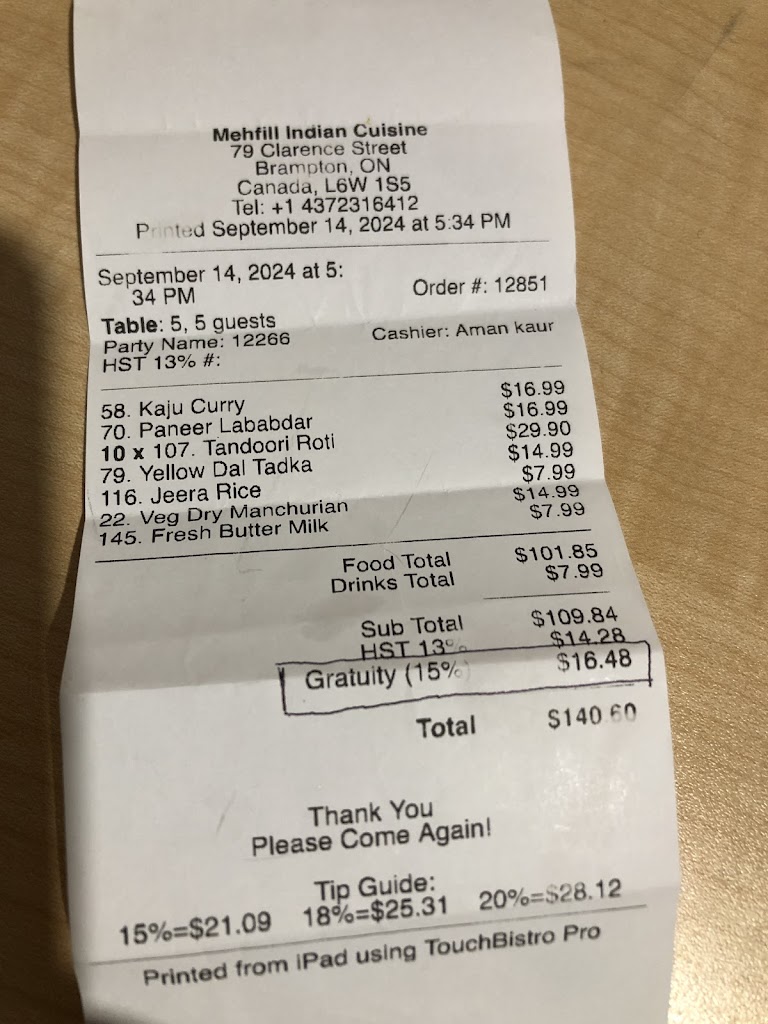 Mehfill Indian Cuisine
79 Clarence Street
Brampton, ON
Canada, L6W 1S5
Tel: +1 4372316412
Printed September 14, 2024 at 5:34 PM
September 14, 2024 at 5:
34 PM
Order #: 12851
Table: 5, 5 guests
Party Name: 12266
Cashier: Aman kaur
HST 13% #:
58. Kaju Curry $16.99
70. Paneer Lababdar $16.99
10 x 107. Tandoori Roti $29.90
79. Yellow Dal Tadka $14.99
116. Jeera Rice $7.99
22. Veg Dry Manchurian $14.99
145. Fresh Butter Milk $7.99
Food Total $101.85
Drinks Total $7.99
Sub Total $109.84
HST 13% $14.28
Gratuity (15%) $16.48
Total $140.60
Thank You
Please Come Again!
Tip Guide:
15%=$21.09 18%=$25.31 20%=$28.12
Printed from iPad using TouchBistro Pro